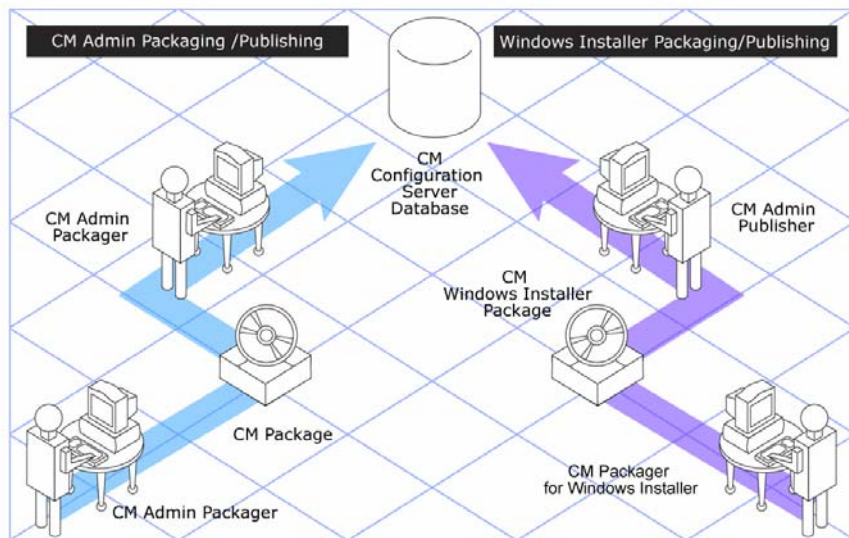 CM Admin Packaging /Publishing
Windows Installer Packaging/Publishing
CM
Configuration
Server
Database
CM Admin
Packager
CM Admin
Publisher
CM
Windows Installer
Package
CM Package
CM Admin Packager
CM Packager
for Windows Installer